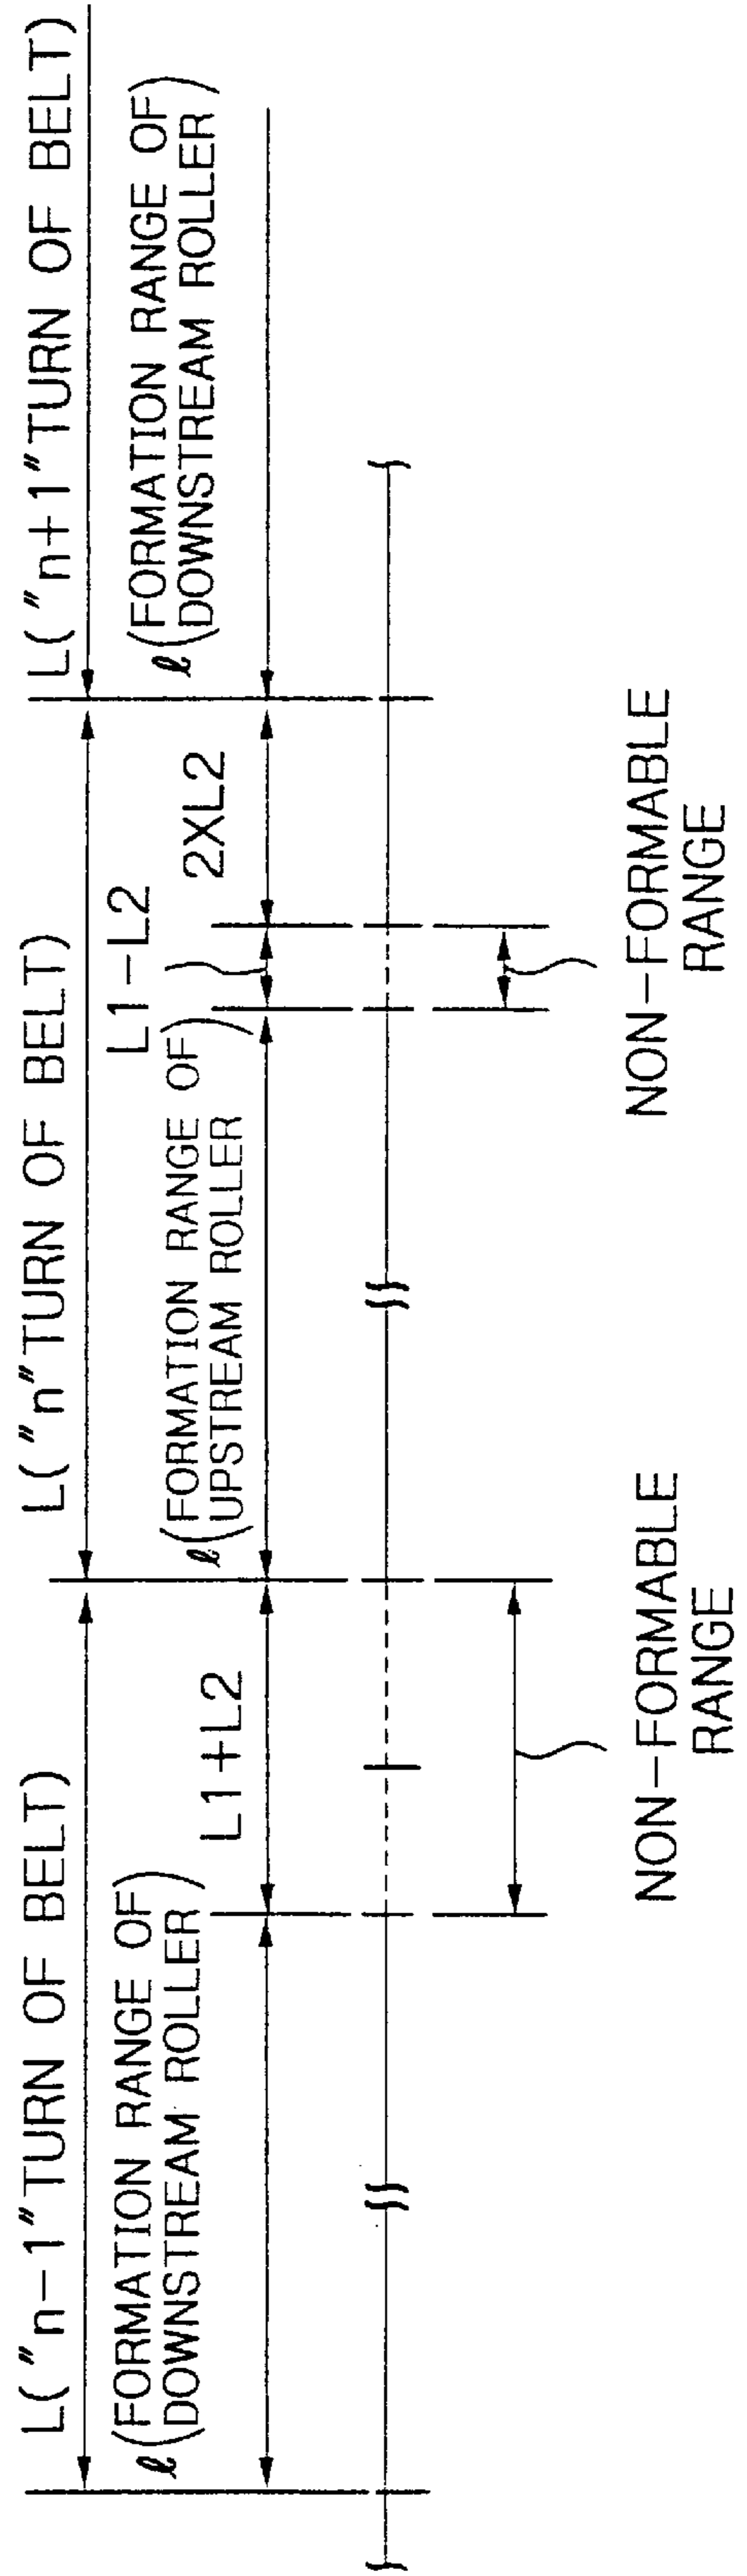 L("n-1"TURN OF BELT)
L("n"TURN OF BELT)
L("n+1"TURN OF BELT)
ℓ(FORMATION RANGE OF
DOWNSTREAM ROLLER)
L1+L2
ℓ(FORMATION RANGE OF
UPSTREAM ROLLER)
L1-L2
2XL2
ℓ(FORMATION RANGE OF
DOWNSTREAM ROLLER)
NON-FORMABLE
RANGE
NON-FORMABLE
RANGE